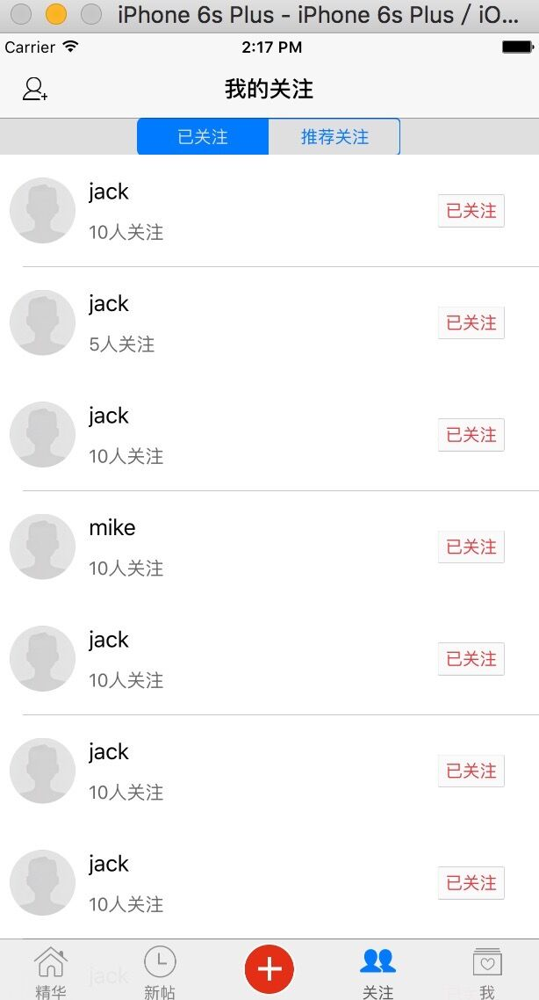 iPhone 6s Plus - iPhone 6s Plus / iO...
Carrier 2:17 PM
我的关注
已关注 推荐关注
jack
10人关注
已关注
jack
5人关注
已关注
jack
10人关注
已关注
mike
10人关注
已关注
jack
10人关注
已关注
jack
10人关注
已关注
jack
10人关注
已关注
jack
精华 新帖 关注 我